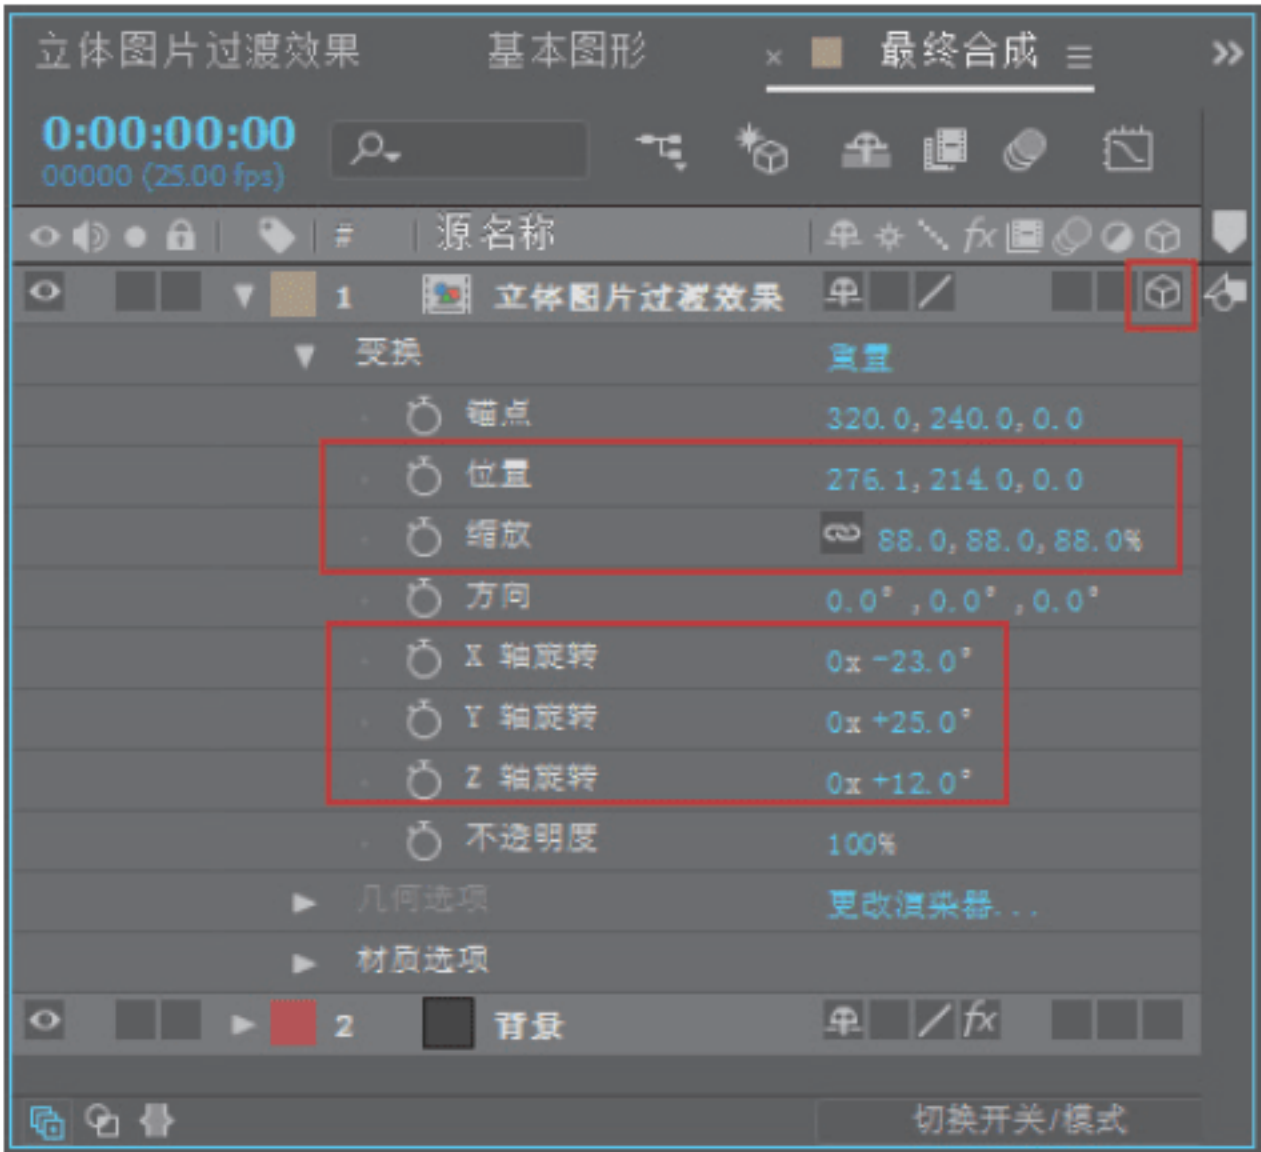 立体图片过渡效果 基本图形 × 最终合成 ≡ »
0:00:00:00
00000 (25.00 fps)
# 源名称 fx
1 立体图片过渡效果
变换 重置
锚点 320.0,240.0,0.0
位置 276.1,214.0,0.0
缩放 88.0,88.0,88.0%
方向 0.0°,0.0°,0.0°
X 轴旋转 0x -23.0°
Y 轴旋转 0x +25.0°
Z 轴旋转 0x +12.0°
不透明度 100%
几何选项 更改渲染器...
材质选项
2 背景 fx
切换开关/模式